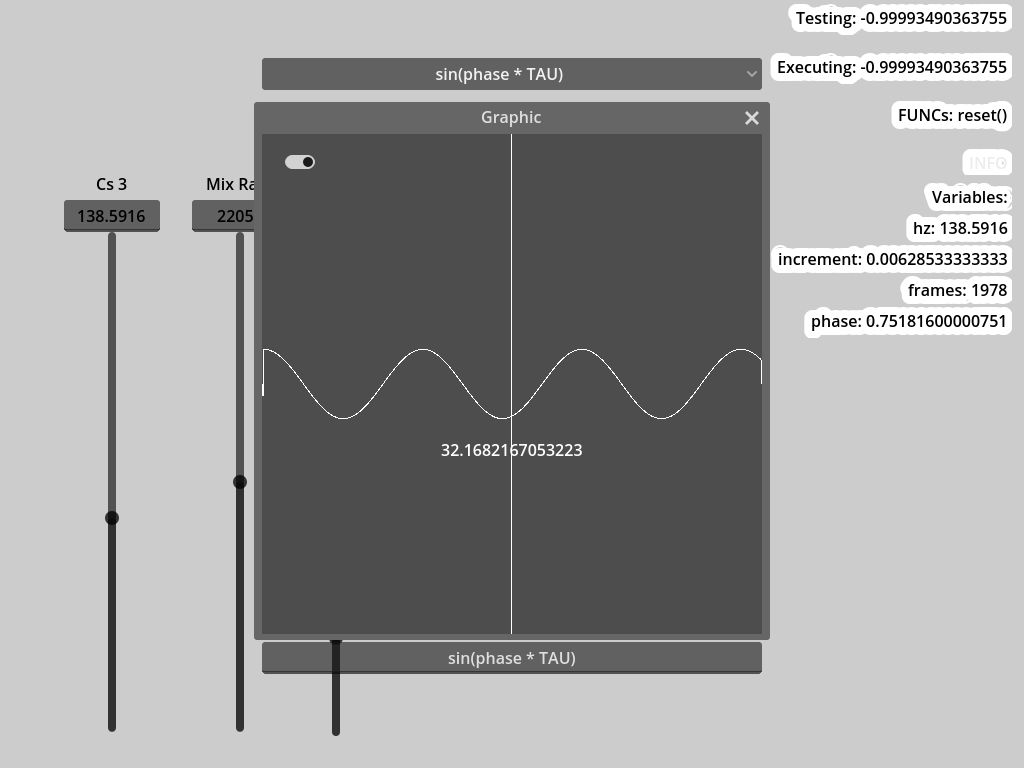 Testing: -0.99993490363755
sin(phase * TAU)
Executing: -0.99993490363755
Graphic
FUNCs: reset()
INFO
Cs 3
Mix Ra
Variables:
138.5916
2205
hz: 138.5916
increment: 0.00628533333333
frames: 1978
phase: 0.75181600000751
32.1682167053223
sin(phase * TAU)